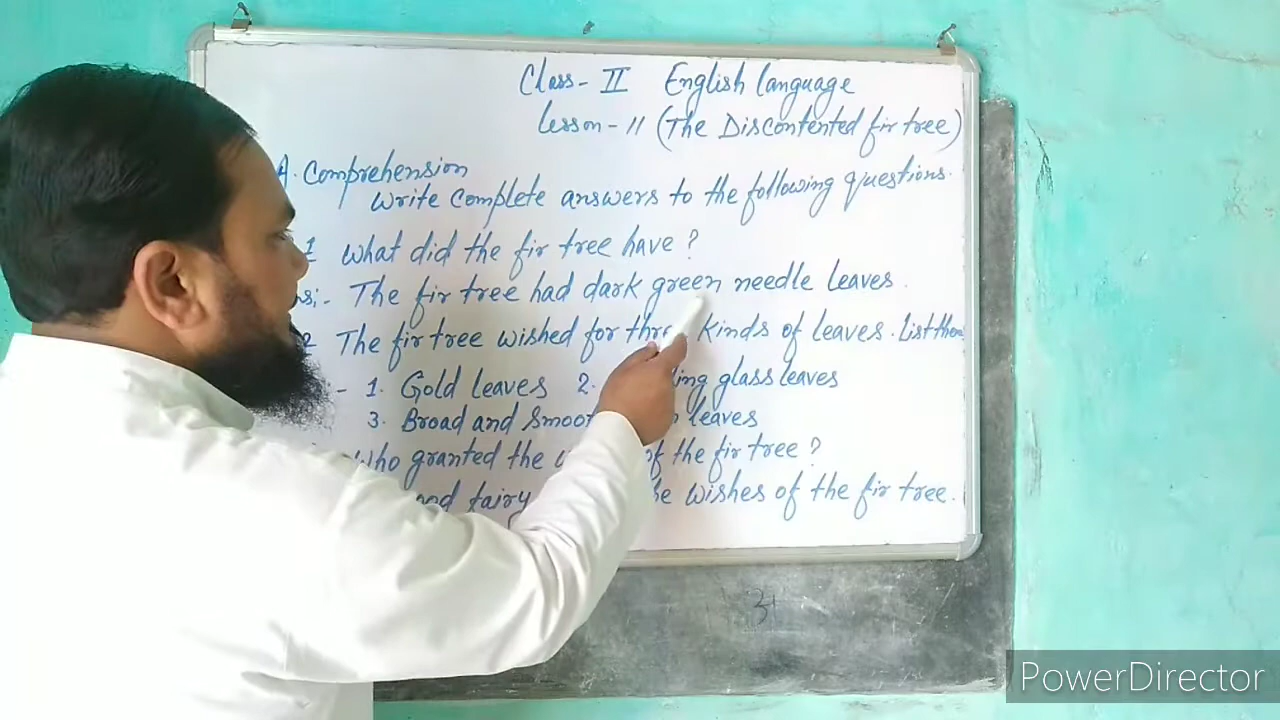 Class - II English language
Lesson - 11 (The Discontented fir tree)
A. Comprehension
Write complete answers to the following questions.
1 What did the fir tree have ?
The fir tree had dark green needle leaves .
2 The fir tree wished for kinds of leaves . List them
- 1. Gold leaves 2. glass leaves
3. Broad and leaves
Who granted the of the fir tree ?
fairy wishes of the fir tree .
3
PowerDirector